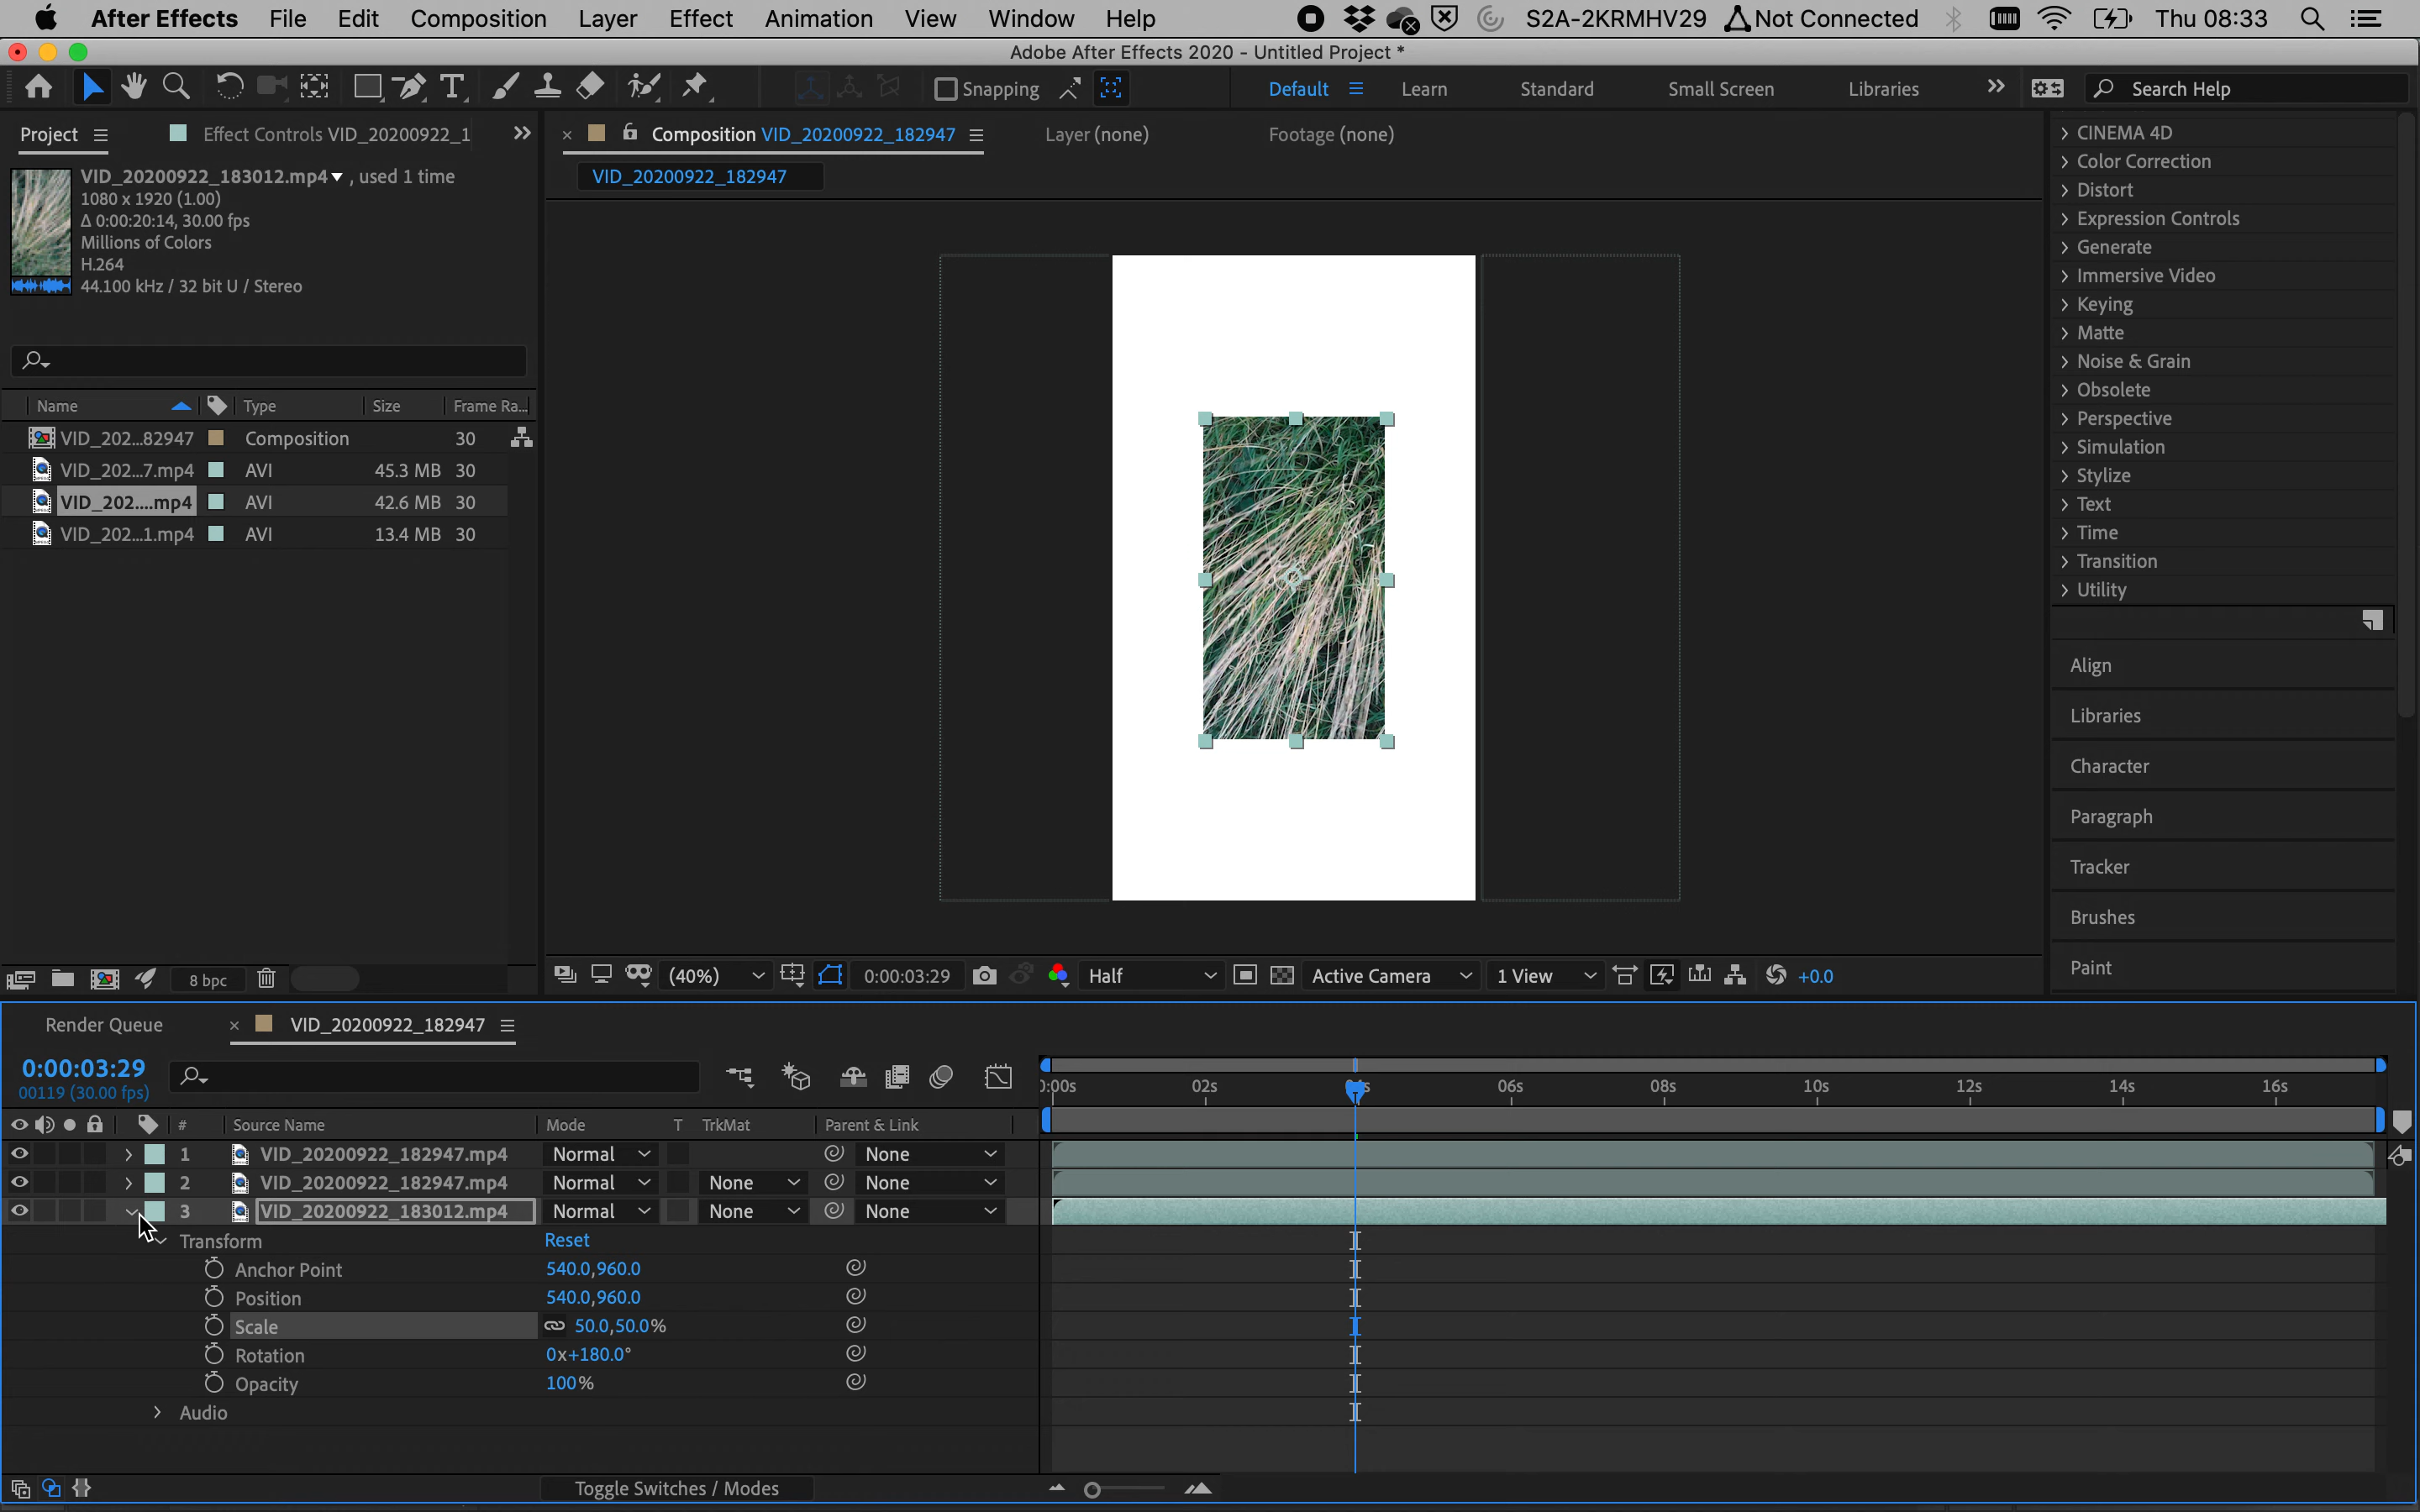 After Effects File Edit Composition Layer Effect Animation View Window Help S2A-2KRMHV29 Not Connected Thu 08:33
Adobe After Effects 2020 - Untitled Project *
Snapping Default Learn Standard Small Screen Libraries Search Help
Project Effect Controls VID_20200922_1
Composition VID_20200922_182947 Layer (none) Footage (none)
VID_20200922_182947
VID_20200922_183012.mp4 , used 1 time
1080 x 1920 (1.00)
Δ 0:00:20:14, 30.00 fps
Millions of Colors
H.264
44.100 kHz / 32 bit U / Stereo
Name Type Size Frame Ra...
VID_202...82947 Composition 30
VID_202...7.mp4 AVI 45.3 MB 30
VID_202....mp4 AVI 42.6 MB 30
VID_202...1.mp4 AVI 13.4 MB 30
8 bpc
(40%) 0:00:03:29 Half Active Camera 1 View +0.0
CINEMA 4D
Color Correction
Distort
Expression Controls
Generate
Immersive Video
Keying
Matte
Noise & Grain
Obsolete
Perspective
Simulation
Stylize
Text
Time
Transition
Utility
Align
Libraries
Character
Paragraph
Tracker
Brushes
Paint
Render Queue VID_20200922_182947
0:00:03:29
00119 (30.00 fps)
0:00s 02s 06s 08s 10s 12s 14s 16s
# Source Name Mode T TrkMat Parent & Link
1 VID_20200922_182947.mp4 Normal None
2 VID_20200922_182947.mp4 Normal None None
3 VID_20200922_183012.mp4 Normal None None
Transform Reset
Anchor Point 540.0,960.0
Position 540.0,960.0
Scale 50.0,50.0%
Rotation 0x+180.0°
Opacity 100%
Audio
Toggle Switches / Modes